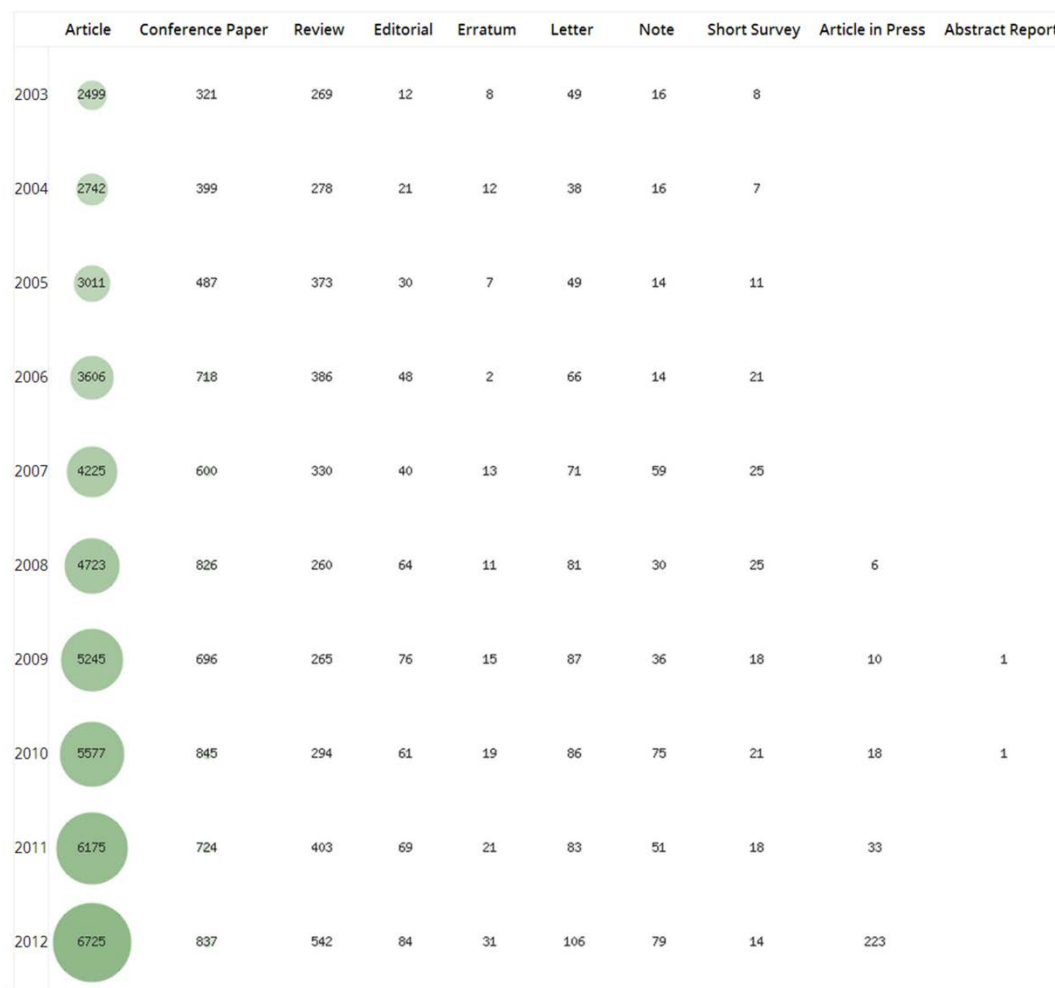 Article Conference Paper Review Editorial Erratum Letter Note Short Survey Article in Press Abstract Report
2003 2499 321 269 12 8 49 16 8
2004 2742 399 278 21 12 38 16 7
2005 3011 487 373 30 7 49 14 11
2006 3606 718 386 48 2 66 14 21
2007 4225 600 330 40 13 71 59 25
2008 4723 826 260 64 11 81 30 25 6
2009 5245 696 265 76 15 87 36 18 10 1
2010 5577 845 294 61 19 86 75 21 18 1
2011 6175 724 403 69 21 83 51 18 33
2012 6725 837 542 84 31 106 79 14 223